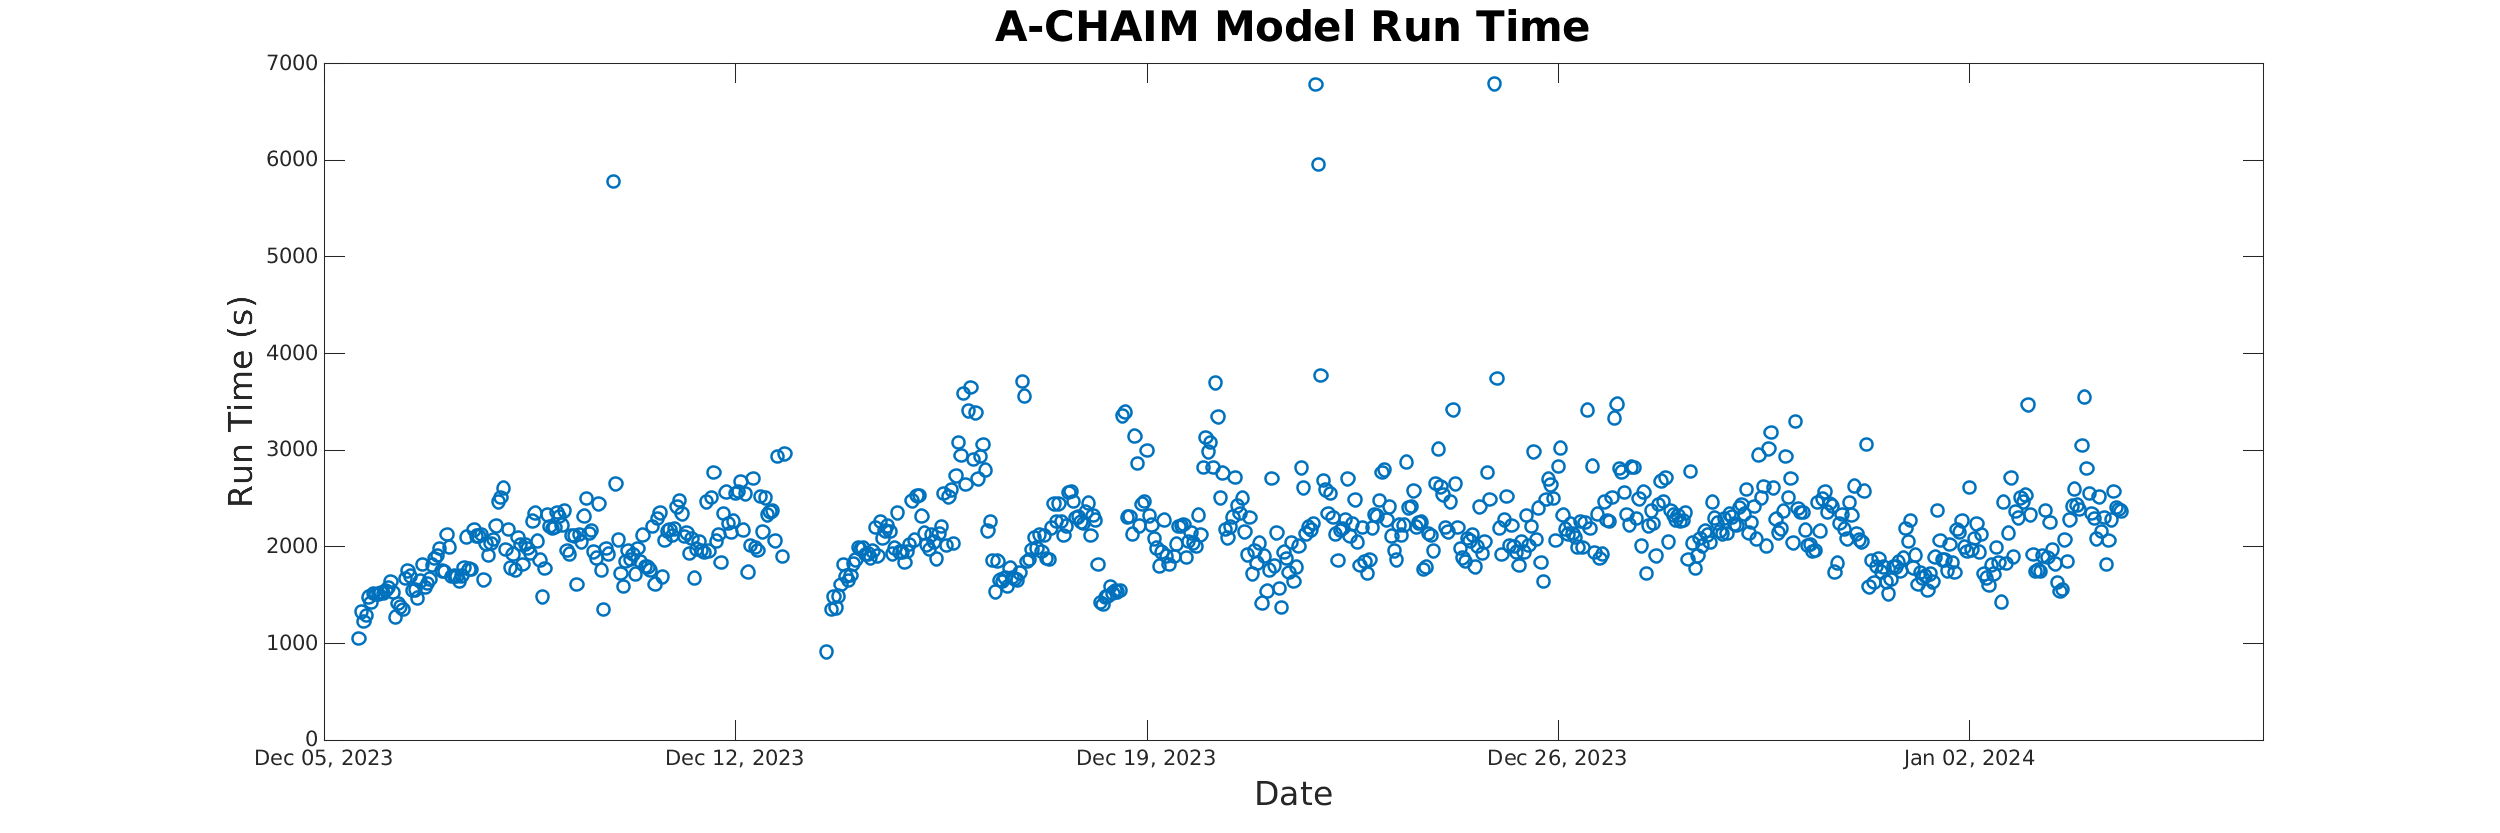 A-CHAIM Model Run Time
7000
6000
5000
4000
3000
2000
1000
0
Run Time (s)
Dec 05, 2023
Dec 12, 2023
Dec 19, 2023
Dec 26, 2023
Jan 02, 2024
Date